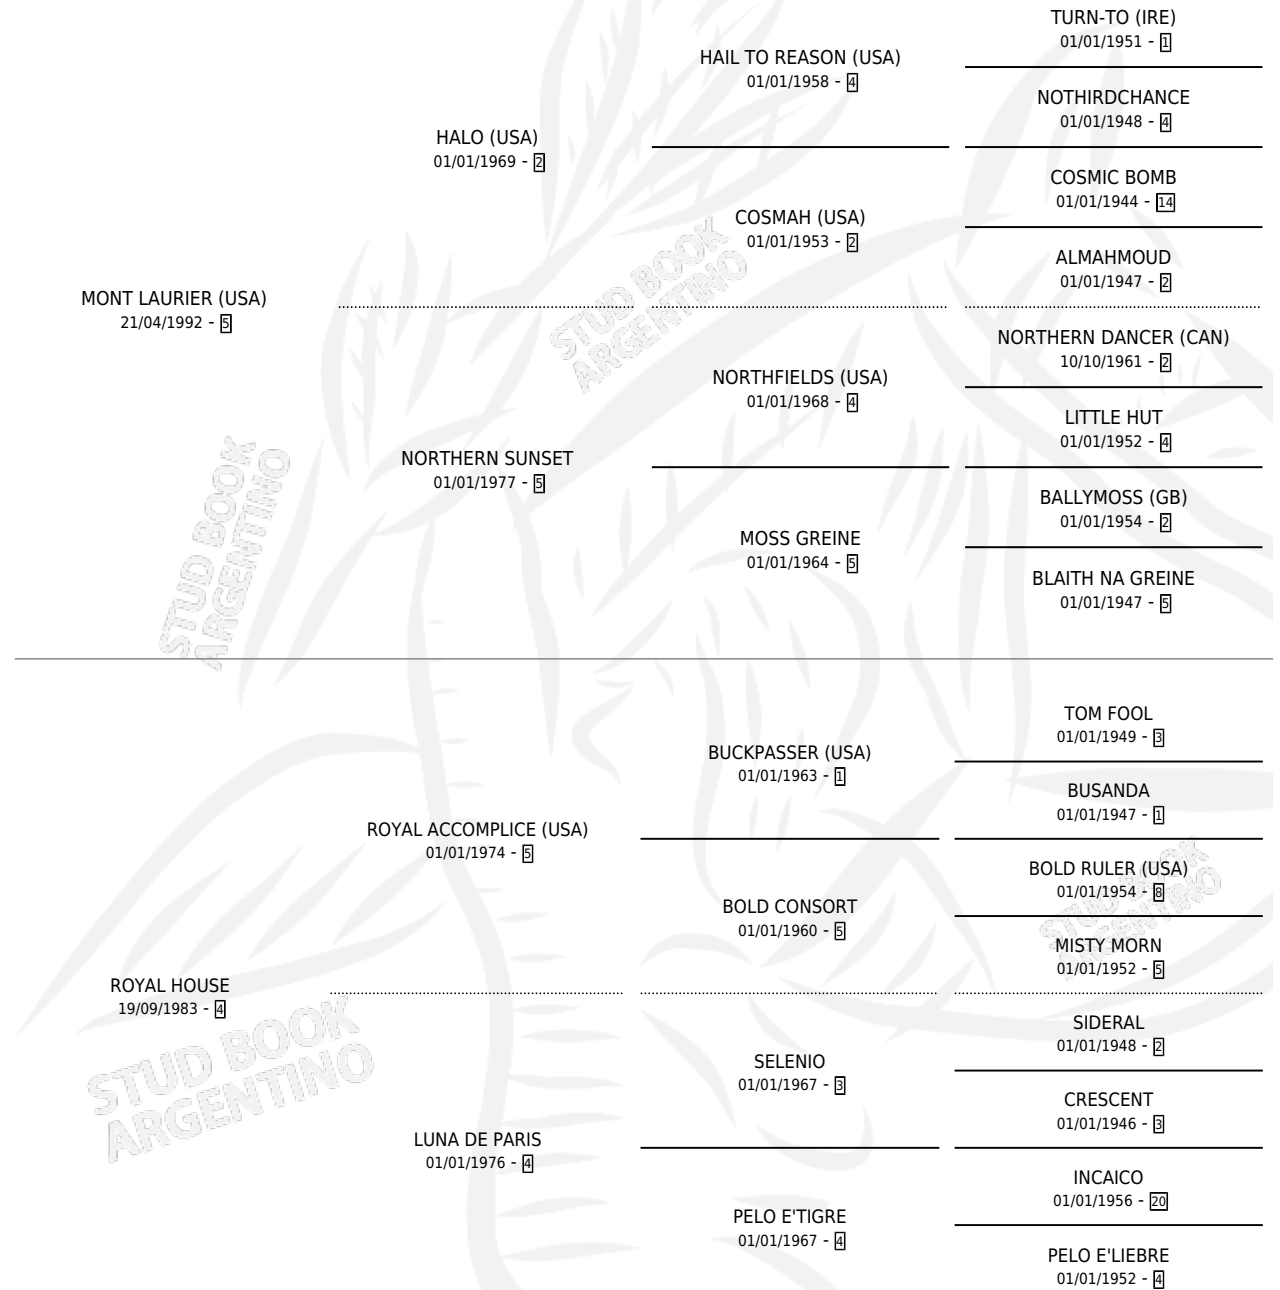 TURN-TO (IRE)
01/01/1951 - 1
HAIL TO REASON (USA)
01/01/1958 - 4
NOTHIRDCHANCE
01/01/1948 - 4
HALO (USA)
01/01/1969 - 2
COSMIC BOMB
01/01/1944 - 14
COSMAH (USA)
01/01/1953 - 2
ALMAHMOUD
01/01/1947 - 2
MONT LAURIER (USA)
21/04/1992 - 5
STUD BOOK
ARGENTINO
NORTHERN DANCER (CAN)
10/10/1961 - 2
NORTHFIELDS (USA)
01/01/1968 - 4
LITTLE HUT
01/01/1952 - 4
NORTHERN SUNSET
01/01/1977 - 5
BALLYMOSS (GB)
01/01/1954 - 2
MOSS GREINE
01/01/1964 - 5
BLAITH NA GREINE
01/01/1947 - 5
STUD BOOK
ARGENTINO
TOM FOOL
01/01/1949 - 3
BUCKPASSER (USA)
01/01/1963 - 1
BUSANDA
01/01/1947 - 1
ROYAL ACCOMPLICE (USA)
01/01/1974 - 5
BOLD RULER (USA)
01/01/1954 - 8
STUD BOOK
ARGENTINO
BOLD CONSORT
01/01/1960 - 5
MISTY MORN
01/01/1952 - 5
ROYAL HOUSE
19/09/1983 - 4
STUD BOOK
ARGENTINO
SIDERAL
01/01/1948 - 2
SELENIO
01/01/1967 - 3
CRESCENT
01/01/1946 - 3
LUNA DE PARIS
01/01/1976 - 4
INCAICO
01/01/1956 - 20
PELO E'TIGRE
01/01/1967 - 4
PELO E'LIEBRE
01/01/1952 - 4